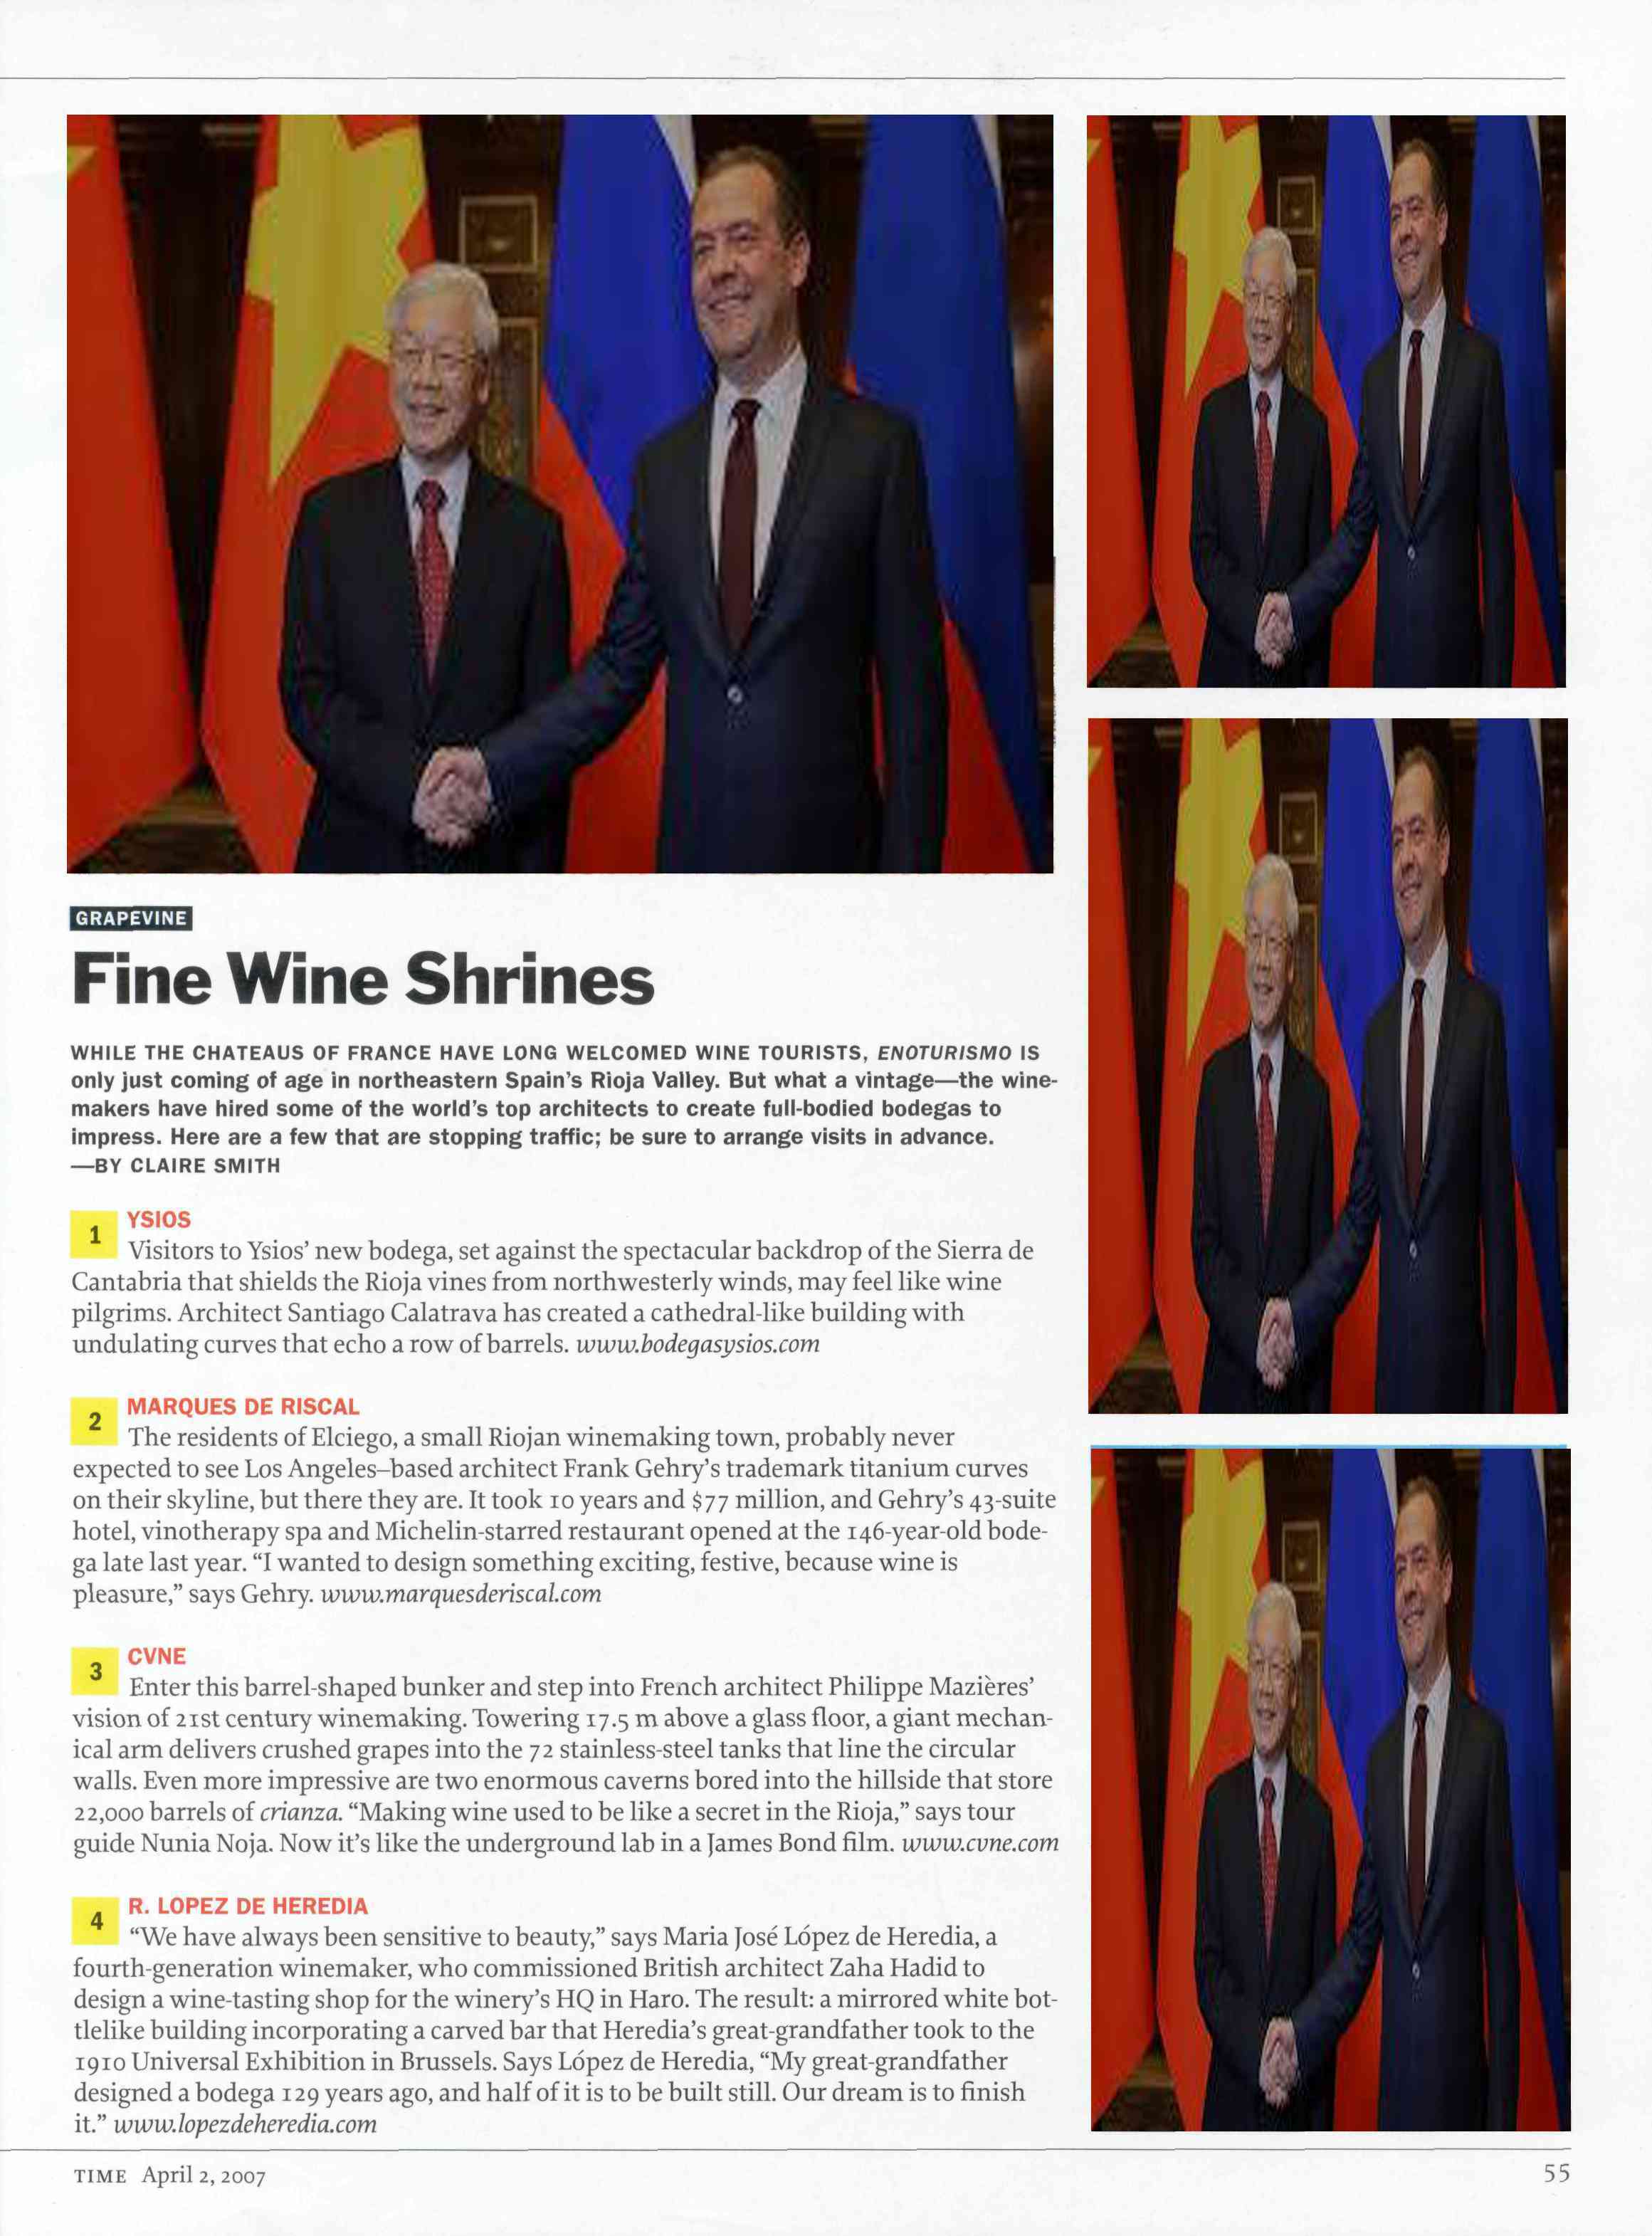 GRAPEVINE
Fine Wine Shrines
WHILE THE CHATEAUS OF FRANCE HAVE LONG WELCOMED WINE TOURISTS, ENOTURISMO IS
only just coming of age in northeastern Spain's Rioja Valley. But what a vintage—the wine-
makers have hired some of the world's top architects to create full-bodied bodegas to
impress. Here are a few that are stopping traffic; be sure to arrange visits in advance.
—BY CLAIRE SMITH
1 YSIOS
Visitors to Ysios' new bodega, set against the spectacular backdrop of the Sierra de
Cantabria that shields the Rioja vines from northwesterly winds, may feel like wine
pilgrims. Architect Santiago Calatrava has created a cathedral-like building with
undulating curves that echo a row of barrels. www.bodegasysios.com
2 MARQUES DE RISCAL
The residents of Elciego, a small Riojan winemaking town, probably never
expected to see Los Angeles–based architect Frank Gehry's trademark titanium curves
on their skyline, but there they are. It took 10 years and $77 million, and Gehry's 43-suite
hotel, vinotherapy spa and Michelin-starred restaurant opened at the 146-year-old bode-
ga late last year. “I wanted to design something exciting, festive, because wine is
pleasure,” says Gehry. www.marquesderiscal.com
3 CVNE
Enter this barrel-shaped bunker and step into French architect Philippe Mazières'
vision of 21st century winemaking. Towering 17.5 m above a glass floor, a giant mechan-
ical arm delivers crushed grapes into the 72 stainless-steel tanks that line the circular
walls. Even more impressive are two enormous caverns bored into the hillside that store
22,000 barrels of crianza. “Making wine used to be like a secret in the Rioja,” says tour
guide Nunia Noja. Now it's like the underground lab in a James Bond film. www.cvne.com
4 R. LOPEZ DE HEREDIA
“We have always been sensitive to beauty,” says Maria José López de Heredia, a
fourth-generation winemaker, who commissioned British architect Zaha Hadid to
design a wine-tasting shop for the winery's HQ in Haro. The result: a mirrored white bot-
tlelike building incorporating a carved bar that Heredia's great-grandfather took to the
1910 Universal Exhibition in Brussels. Says López de Heredia, “My great-grandfather
designed a bodega 129 years ago, and half of it is to be built still. Our dream is to finish
it.” www.lopezdeheredia.com
TIME April 2, 2007
55